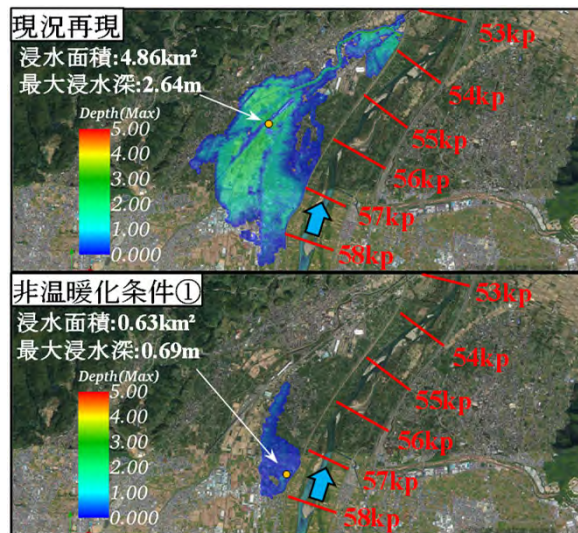 現況再現
浸水面積:4.86km²
最大浸水深:2.64m
Depth(Max)
5.00
4.00
3.00
2.00
1.00
0.000
53kp
54kp
55kp
56kp
57kp
58kp
非温暖化条件①
浸水面積:0.63km²
最大浸水深:0.69m
Depth(Max)
5.00
4.00
3.00
2.00
1.00
0.000
53kp
54kp
55kp
56kp
57kp
58kp